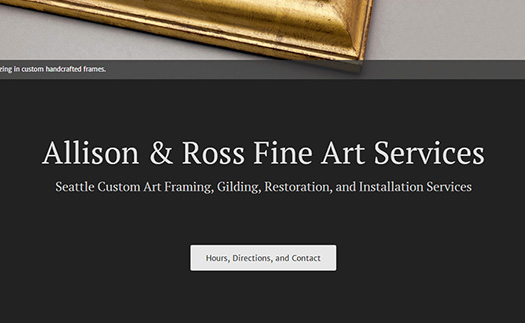 zing in custom handcrafted frames.
Allison & Ross Fine Art Services
Seattle Custom Art Framing, Gilding, Restoration, and Installation Services
Hours, Directions, and Contact